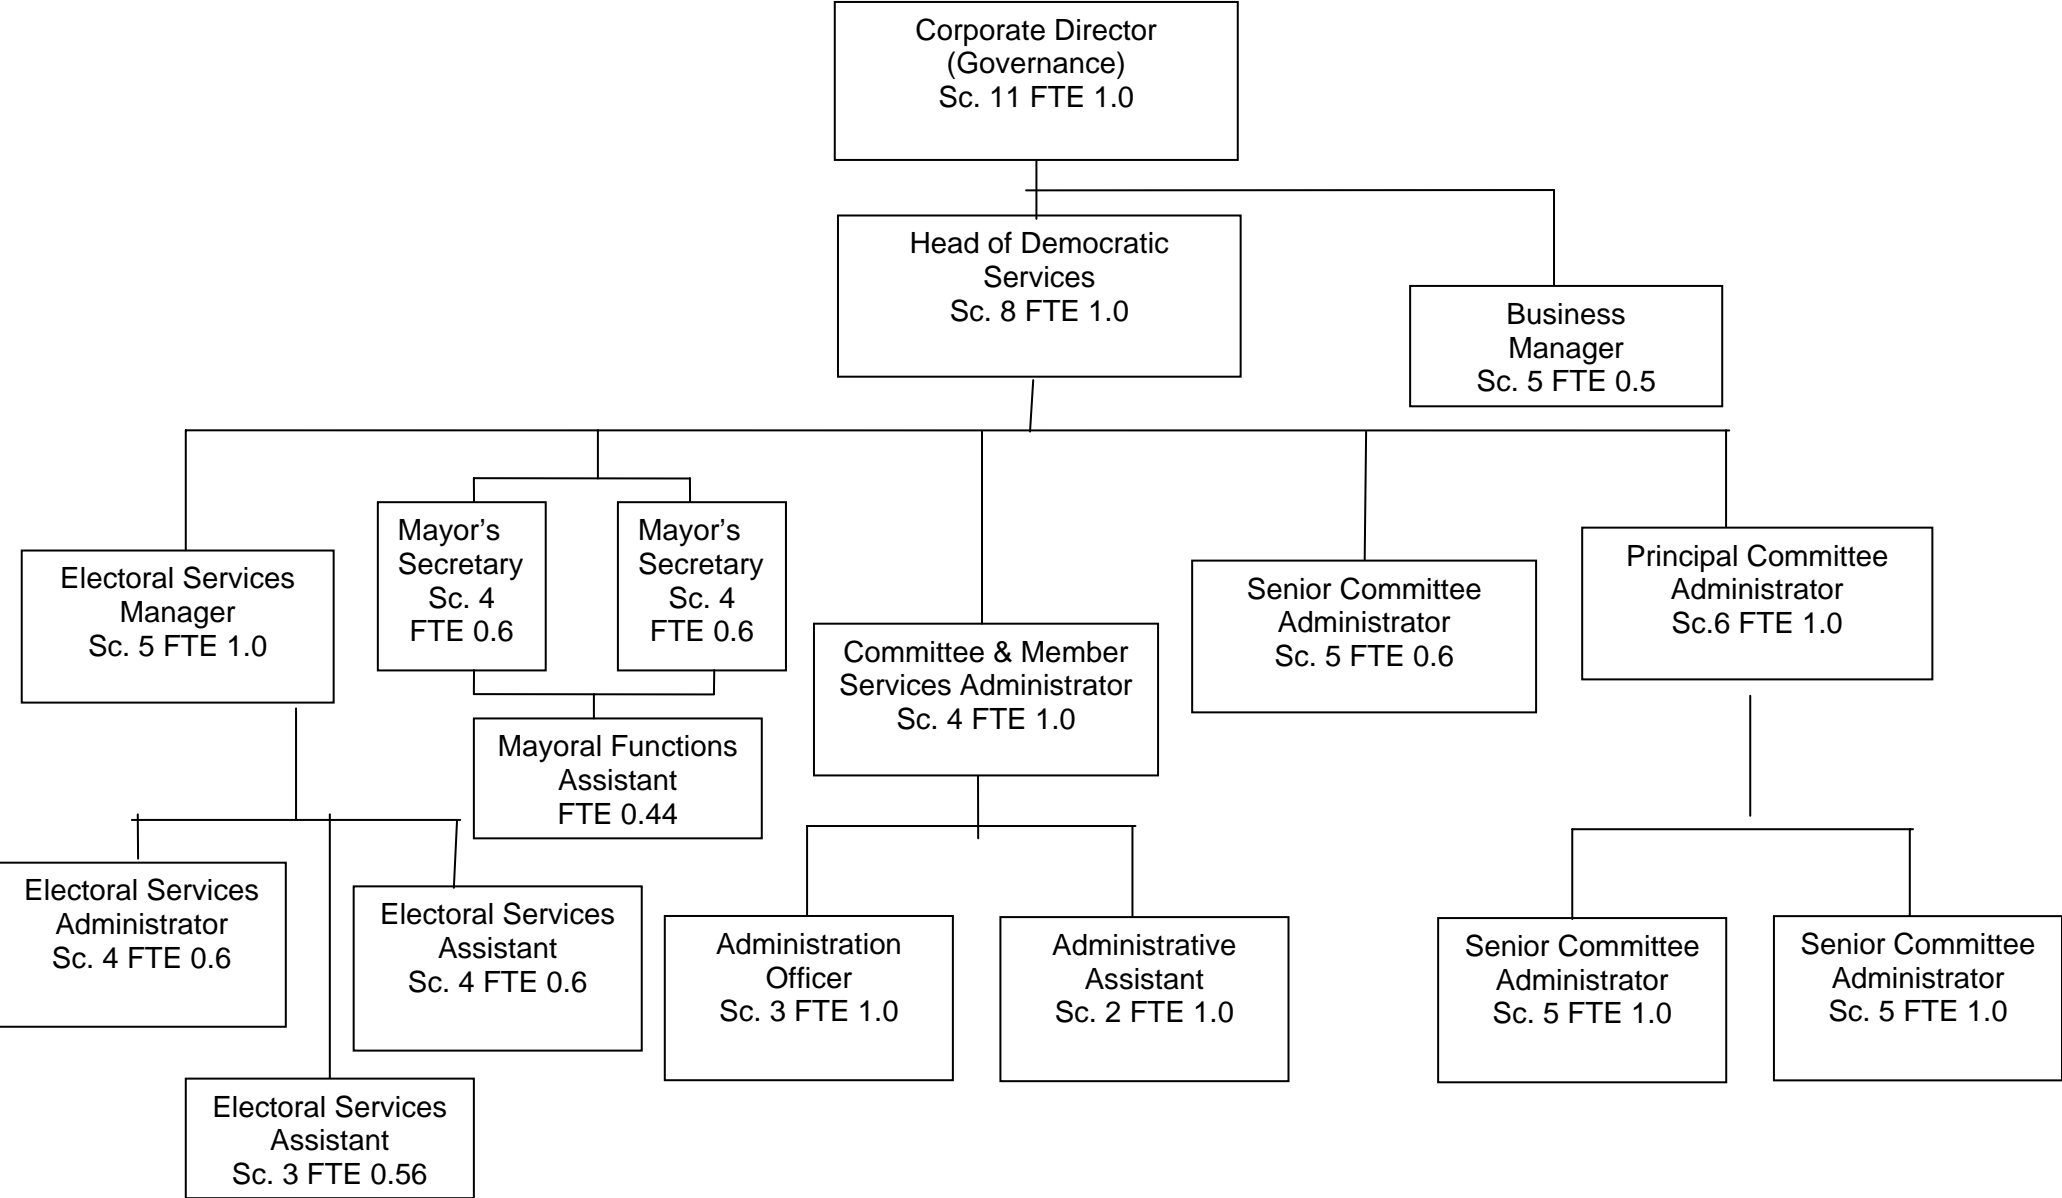 Corporate Director
(Governance)
Sc. 11 FTE 1.0
Head of Democratic
Services
Sc. 8 FTE 1.0
Business
Manager
Sc. 5 FTE 0.5
Electoral Services
Manager
Sc. 5 FTE 1.0
Mayor’s
Secretary
Sc. 4
FTE 0.6
Mayor’s
Secretary
Sc. 4
FTE 0.6
Mayoral Functions
Assistant
FTE 0.44
Committee & Member
Services Administrator
Sc. 4 FTE 1.0
Senior Committee
Administrator
Sc. 5 FTE 0.6
Principal Committee
Administrator
Sc.6 FTE 1.0
Electoral Services
Administrator
Sc. 4 FTE 0.6
Electoral Services
Assistant
Sc. 4 FTE 0.6
Electoral Services
Assistant
Sc. 3 FTE 0.56
Administration
Officer
Sc. 3 FTE 1.0
Administrative
Assistant
Sc. 2 FTE 1.0
Senior Committee
Administrator
Sc. 5 FTE 1.0
Senior Committee
Administrator
Sc. 5 FTE 1.0